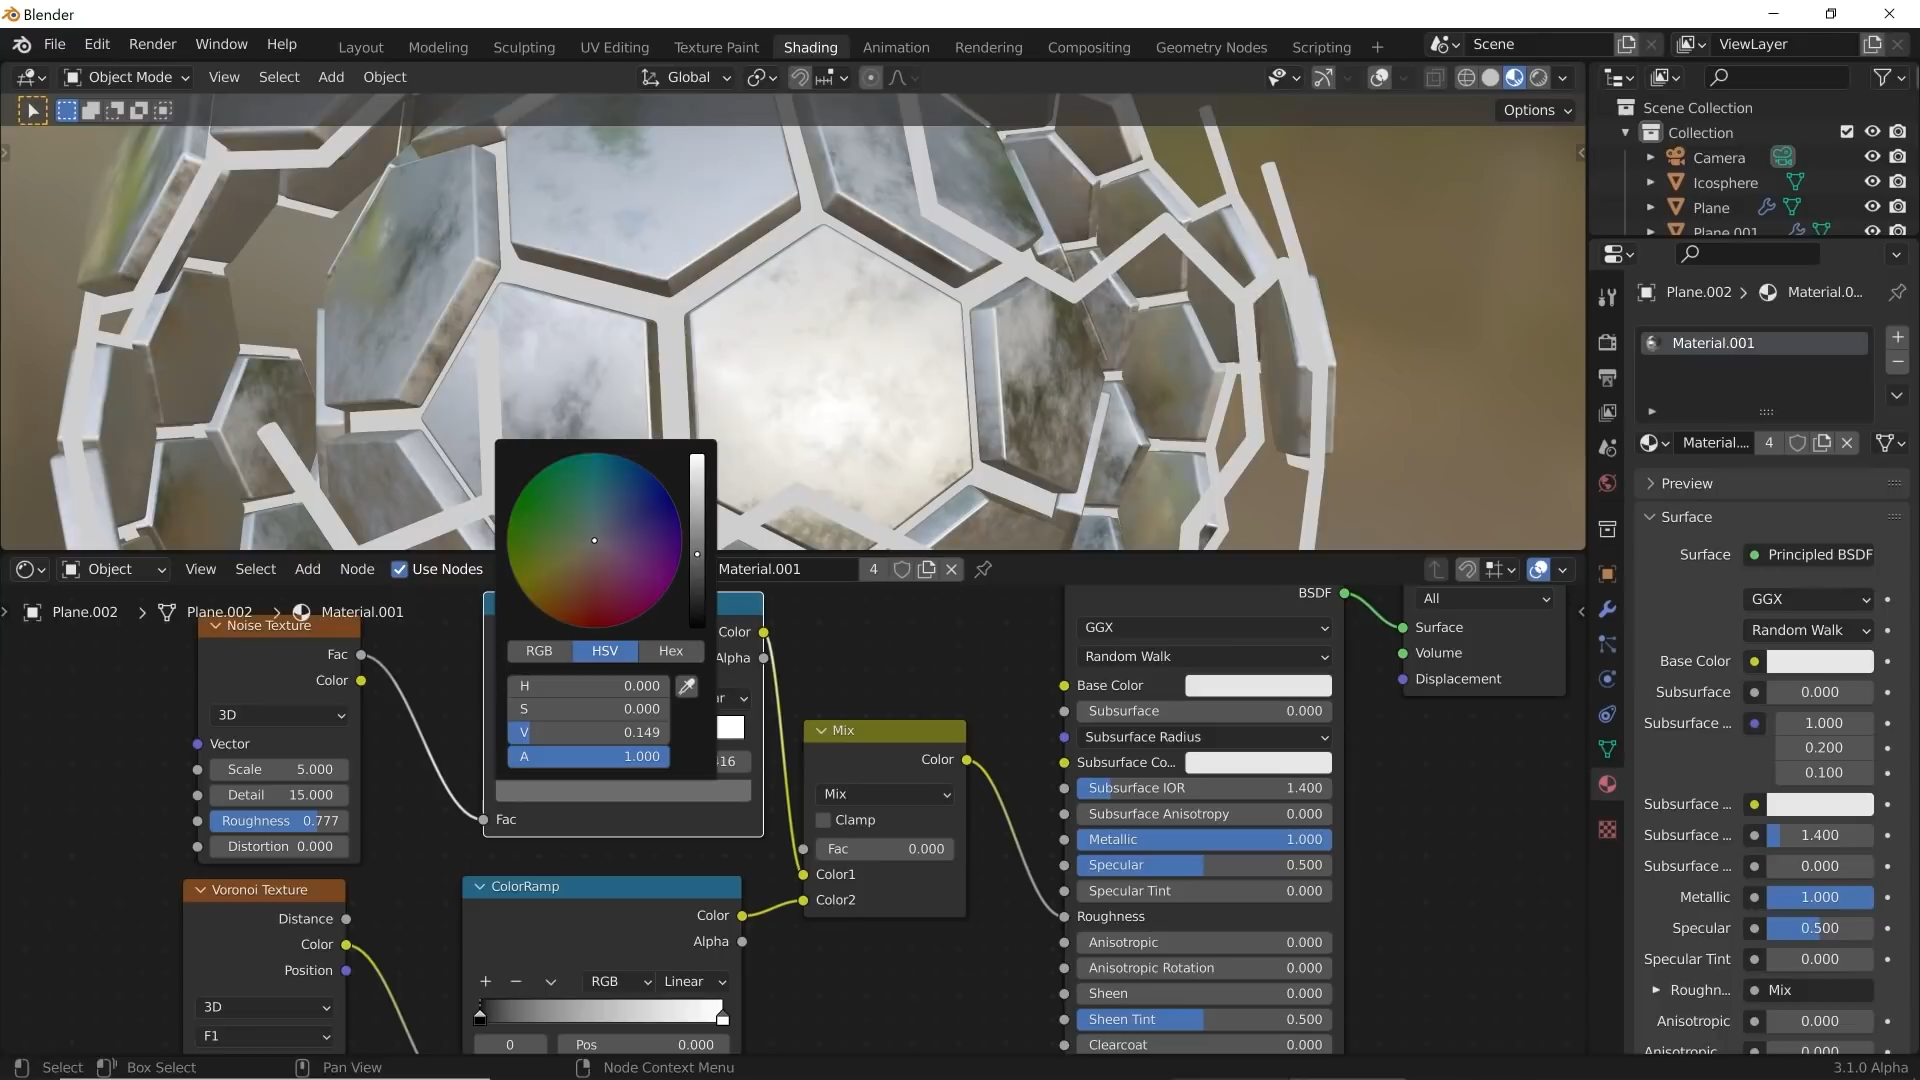 Blender
File Edit Render Window Help
Layout Modeling Sculpting UV Editing Texture Paint Shading Animation Rendering Compositing Geometry Nodes Scripting +
Scene
ViewLayer
Object Mode View Select Add Object
Global
Options
Scene Collection
Collection
Camera
Icosphere
Plane
Plane.001
Plane.002 > Material.0...
Material.001
Material.... 4
Preview
Surface
Surface Principled BSDF
GGX
Random Walk
Base Color
Subsurface 0.000
Subsurface ... 1.000
0.200
0.100
Subsurface ...
Subsurface ... 1.400
Subsurface ... 0.000
Metallic 1.000
Specular 0.500
Specular Tint 0.000
Roughn... Mix
Anisotropic 0.000
Anisotropic 0.000
Object View Select Add Node Use Nodes
Material.001 4
Plane.002 > Plane.002 > Material.001
Noise Texture
Fac
Color
3D
Vector
Scale 5.000
Detail 15.000
Roughness 0.777
Distortion 0.000
Voronoi Texture
Distance
Color
Position
3D
F1
RGB HSV Hex
H 0.000
S 0.000
V 0.149
A 1.000
Color
Alpha
ar
416
Fac
ColorRamp
Color
Alpha
+ − RGB Linear
0 Pos 0.000
Mix
Color
Mix
Clamp
Fac 0.000
Color1
Color2
BSDF
GGX
Random Walk
Base Color
Subsurface 0.000
Subsurface Radius
Subsurface Co...
Subsurface IOR 1.400
Subsurface Anisotropy 0.000
Metallic 1.000
Specular 0.500
Specular Tint 0.000
Roughness
Anisotropic 0.000
Anisotropic Rotation 0.000
Sheen 0.000
Sheen Tint 0.500
Clearcoat 0.000
All
Surface
Volume
Displacement
Select Box Select Pan View Node Context Menu 3.1.0 Alpha